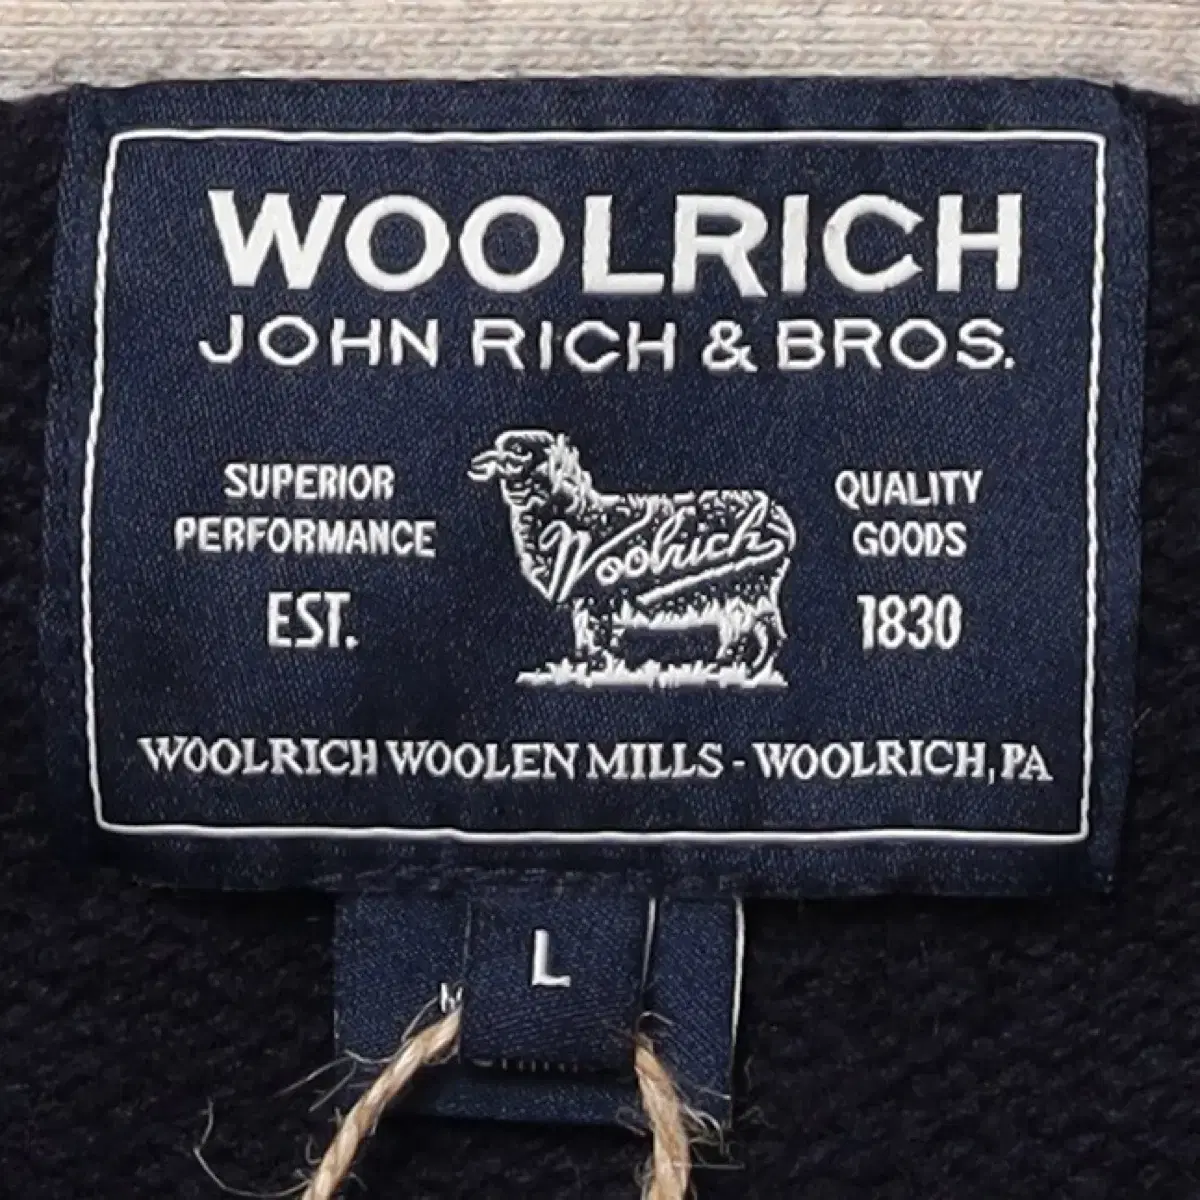 WOOLRICH
JOHN RICH & BROS.
SUPERIOR
PERFORMANCE
EST.
Woolrich
QUALITY
GOODS
1830
WOOLRICH WOOLEN MILLS - WOOLRICH, PA
L